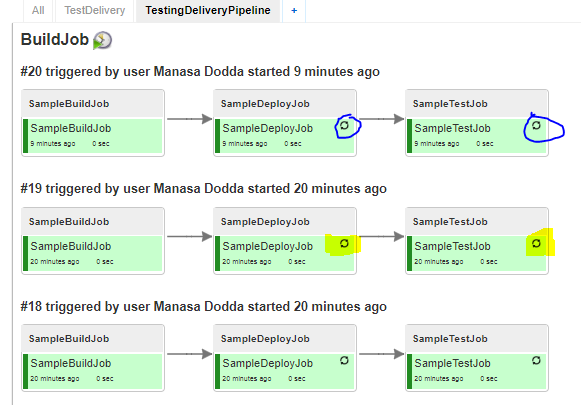 All TestDelivery TestingDeliveryPipeline +
BuildJob
#20 triggered by user Manasa Dodda started 9 minutes ago
SampleBuildJob SampleDeployJob SampleTestJob
SampleBuildJob SampleDeployJob SampleTestJob
9 minutes ago 0 sec 9 minutes ago 0 sec 9 minutes ago 0 sec
#19 triggered by user Manasa Dodda started 20 minutes ago
SampleBuildJob SampleDeployJob SampleTestJob
SampleBuildJob SampleDeployJob SampleTestJob
20 minutes ago 0 sec 20 minutes ago 0 sec 20 minutes ago 0 sec
#18 triggered by user Manasa Dodda started 20 minutes ago
SampleBuildJob SampleDeployJob SampleTestJob
SampleBuildJob SampleDeployJob SampleTestJob
20 minutes ago 0 sec 20 minutes ago 0 sec 20 minutes ago 0 sec